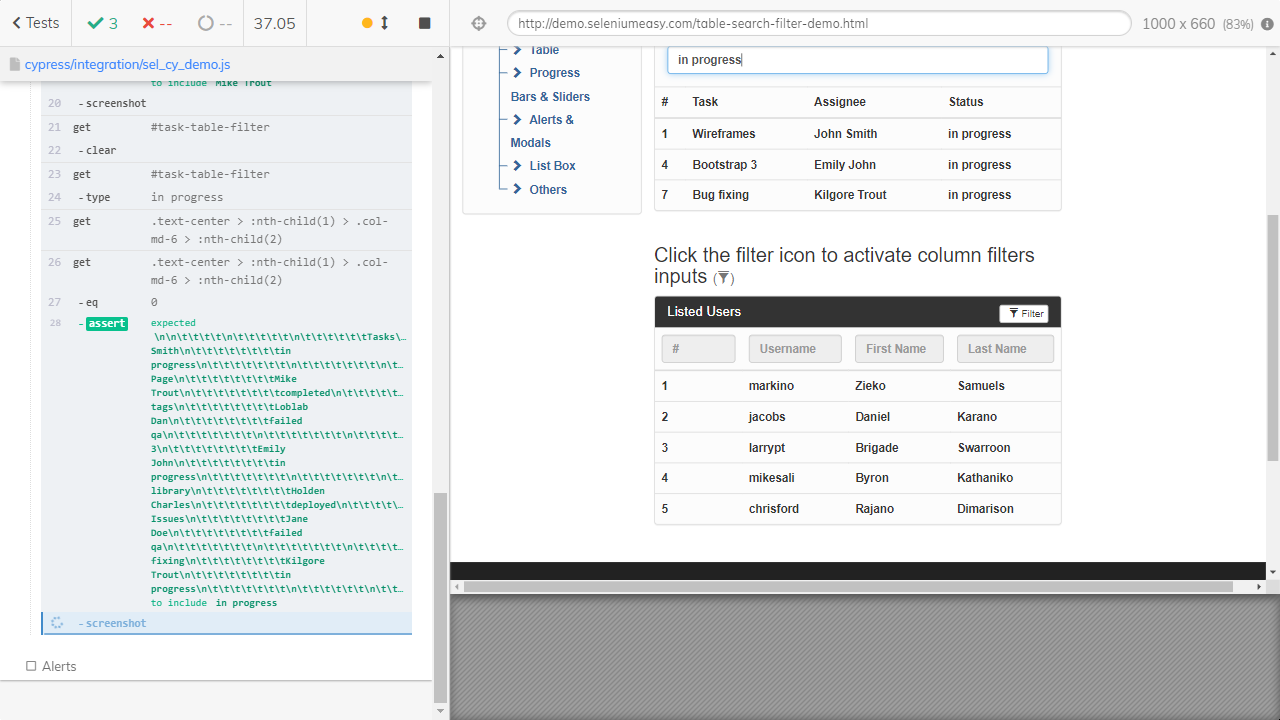 Tests
3
--
--
37.05
http://demo.seleniumeasy.com/table-search-filter-demo.html
1000 x 660 (83%)
cypress/integration/sel_cy_demo.js
to include Mike Trout
20 -screenshot
21 get #task-table-filter
22 -clear
23 get #task-table-filter
24 -type in progress
25 get .text-center > :nth-child(1) > .col-
md-6 > :nth-child(2)
26 get .text-center > :nth-child(1) > .col-
md-6 > :nth-child(2)
27 -eq 0
28 -assert expected
\n\n\t\t\t\t\n\t\t\t\t\t\n\t\t\t\t\t\tTasks\…
Smith\n\t\t\t\t\t\t\t\tin
progress\n\t\t\t\t\t\t\n\t\t\t\t\t\t\n\t…
Page\n\t\t\t\t\t\t\tMike
Trout\n\t\t\t\t\t\t\tcompleted\n\t\t\t\t\t…
tags\n\t\t\t\t\t\t\tLoblab
Dan\n\t\t\t\t\t\t\tfailed
qa\n\t\t\t\t\t\t\n\t\t\t\t\t\t\n\t\t\t\t…
3\n\t\t\t\t\t\t\tEmily
John\n\t\t\t\t\t\t\tin
progress\n\t\t\t\t\t\t\n\t\t\t\t\t\t\n\t…
library\n\t\t\t\t\t\t\tHolden
Charles\n\t\t\t\t\t\t\tdeployed\n\t\t\t\t\…
Issues\n\t\t\t\t\t\t\tJane
Doe\n\t\t\t\t\t\t\tfailed
qa\n\t\t\t\t\t\t\n\t\t\t\t\t\t\n\t\t\t\t…
fixing\n\t\t\t\t\t\t\tKilgore
Trout\n\t\t\t\t\t\t\tin
progress\n\t\t\t\t\t\t\n\t\t\t\t\t\n\t\t…
to include in progress
-screenshot
Alerts
Table
Progress
Bars & Sliders
Alerts &
Modals
List Box
Others
in progress
# Task Assignee Status
1 Wireframes John Smith in progress
4 Bootstrap 3 Emily John in progress
7 Bug fixing Kilgore Trout in progress
Click the filter icon to activate column filters
inputs ( )
Listed Users Filter
# Username First Name Last Name
1 markino Zieko Samuels
2 jacobs Daniel Karano
3 larrypt Brigade Swarroon
4 mikesali Byron Kathaniko
5 chrisford Rajano Dimarison